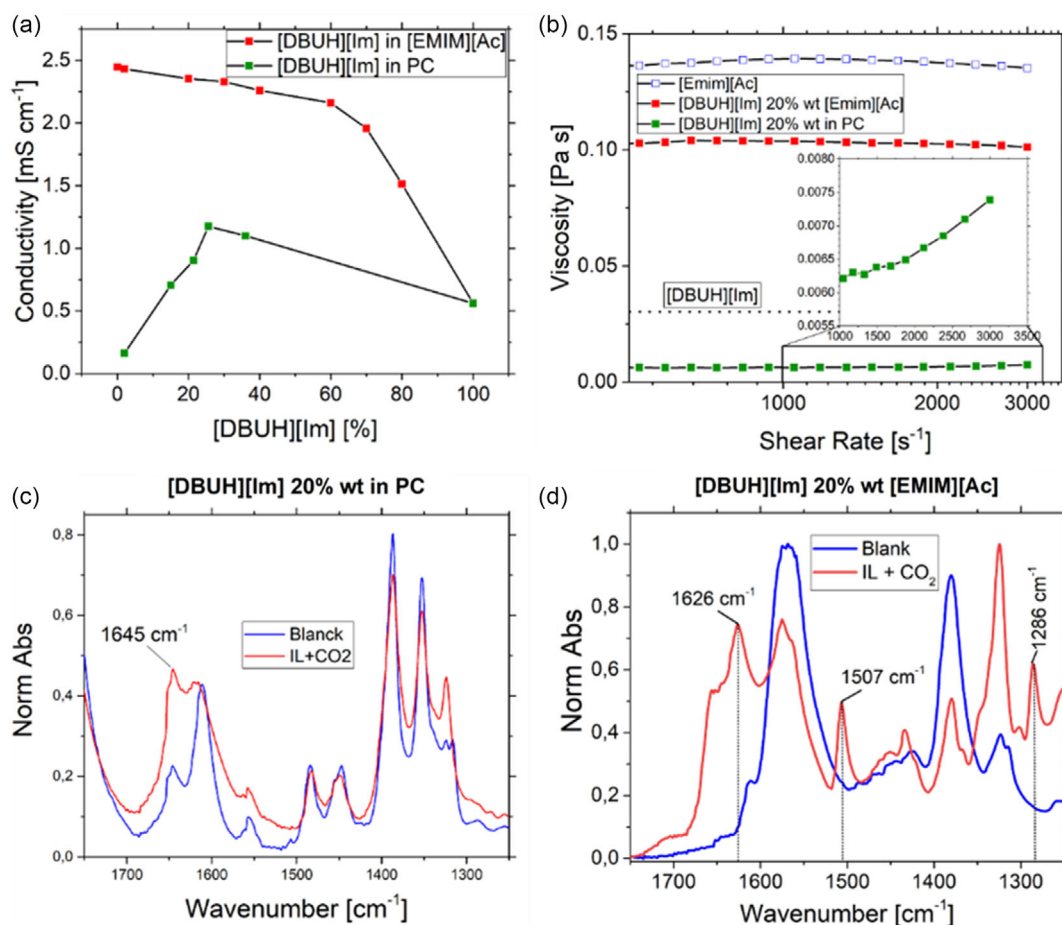 (a)
Conductivity [mS cm⁻¹]
2.5
2.0
1.5
1.0
0.5
0.0
[DBUH][Im] in [EMIM][Ac]
[DBUH][Im] in PC
0 20 40 60 80 100
[DBUH][Im] [%]
(b)
Viscosity [Pa s]
0.15
0.10
0.05
0.00
[Emim][Ac]
[DBUH][Im] 20% wt [Emim][Ac]
[DBUH][Im] 20% wt in PC
0.0080
0.0075
0.0070
0.0065
0.0060
0.0055
1000 1500 2000 2500 3000 3500
[DBUH][Im]
1000 2000 3000
Shear Rate [s⁻¹]
(c)
[DBUH][Im] 20% wt in PC
Norm Abs
0,8
0,6
0,4
0,2
0,0
1645 cm⁻¹
Blanck
IL+CO2
1700 1600 1500 1400 1300
Wavenumber [cm⁻¹]
(d)
[DBUH][Im] 20% wt [EMIM][Ac]
Norm Abs
1,0
0,8
0,6
0,4
0,2
0,0
Blank
IL + CO₂
1626 cm⁻¹
1507 cm⁻¹
1286 cm⁻¹
1700 1600 1500 1400 1300
Wavenumber [cm⁻¹]